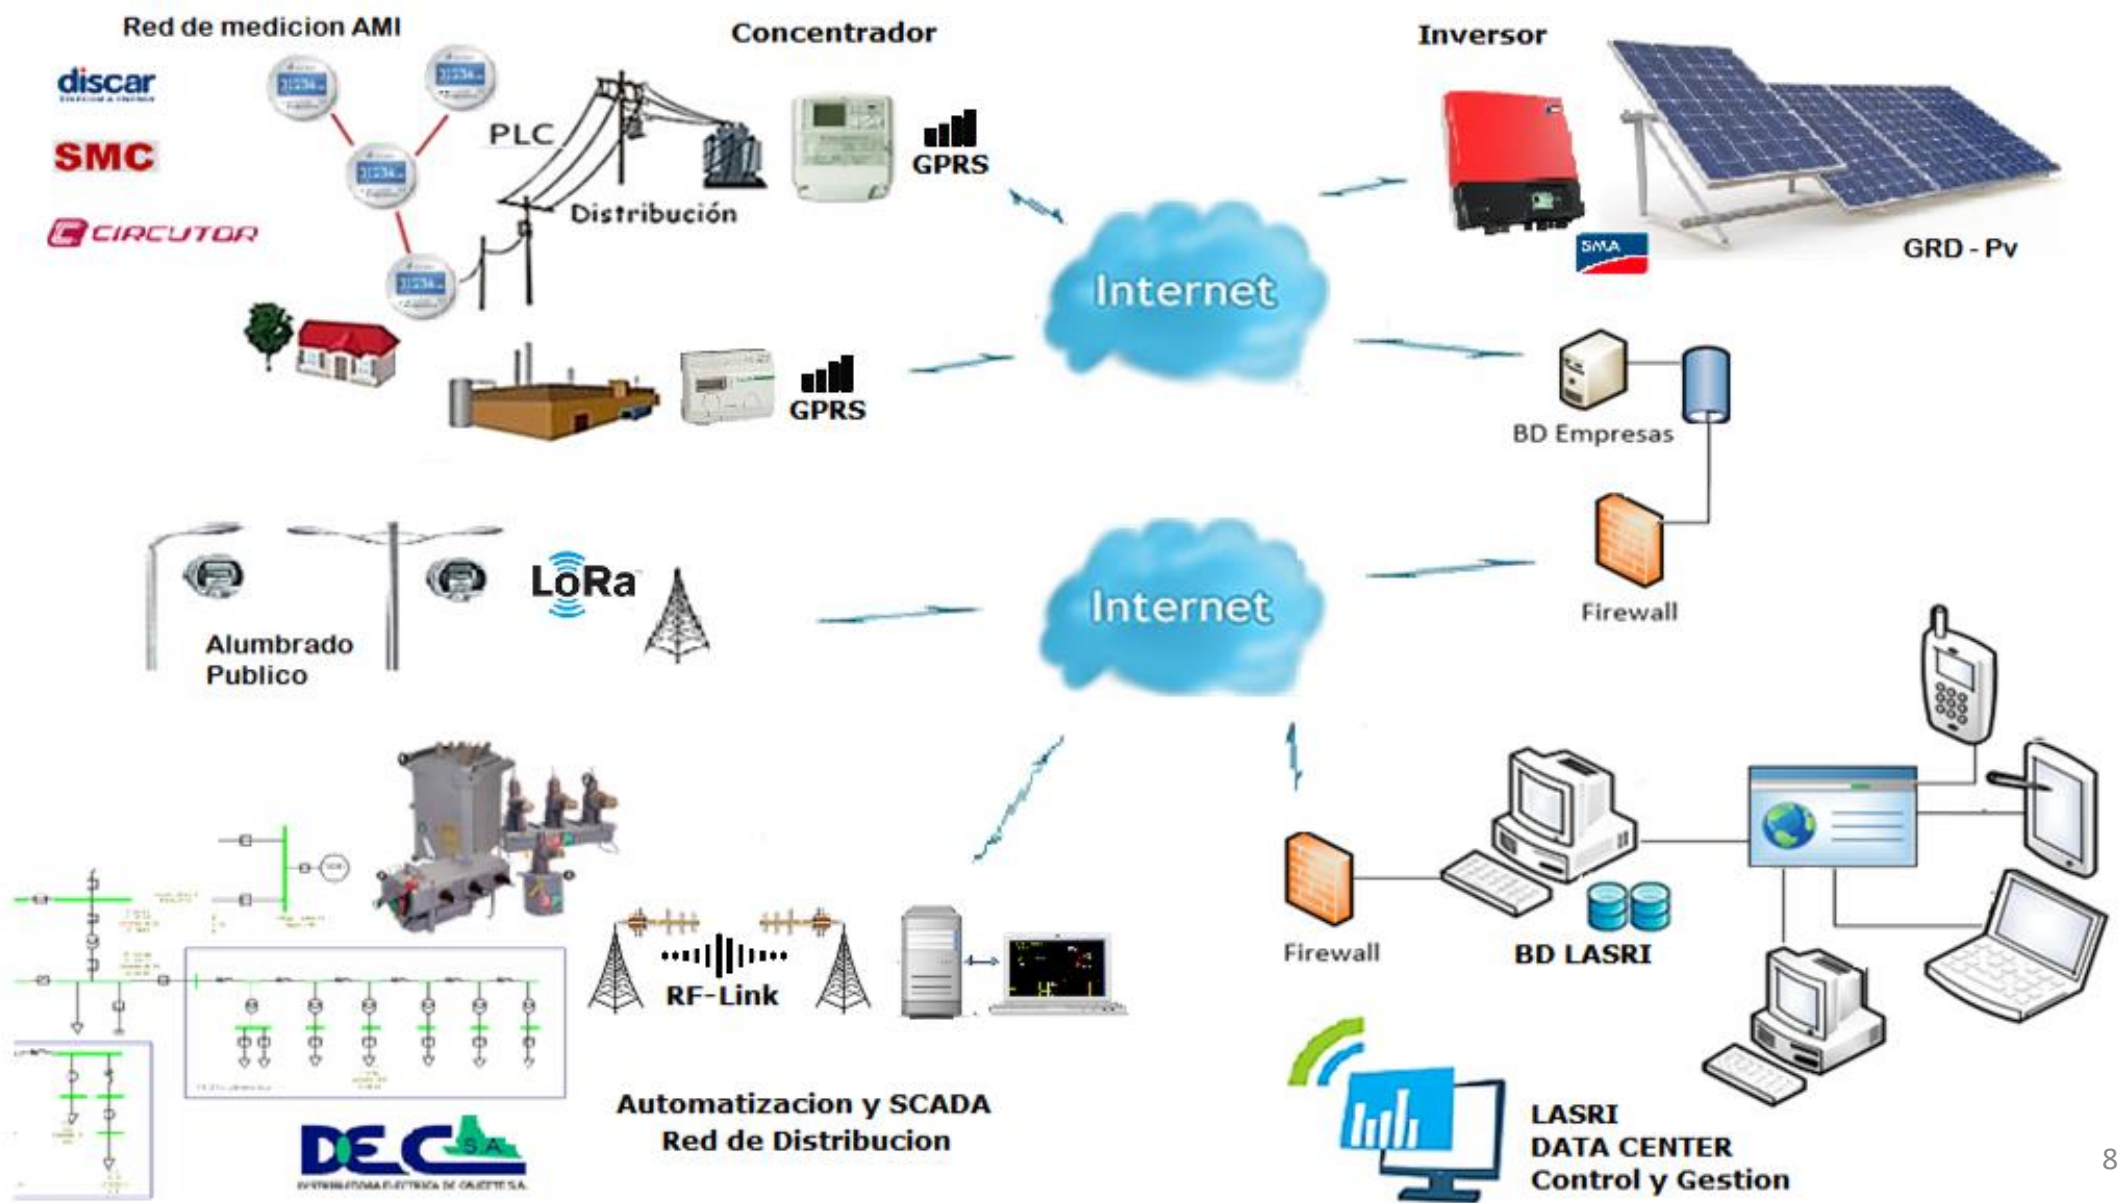 Red de medicion AMI
Concentrador
Inversor
discar
SMC
CIRCUTOR
PLC
Distribución
GPRS
SMA
GRD - Pv
Internet
GPRS
BD Empresas
LoRa
Internet
Firewall
Alumbrado
Publico
RF-Link
Firewall
BD LASRI
Automatizacion y SCADA
Red de Distribucion
DEC S.A.
LASRI
DATA CENTER
Control y Gestion
8